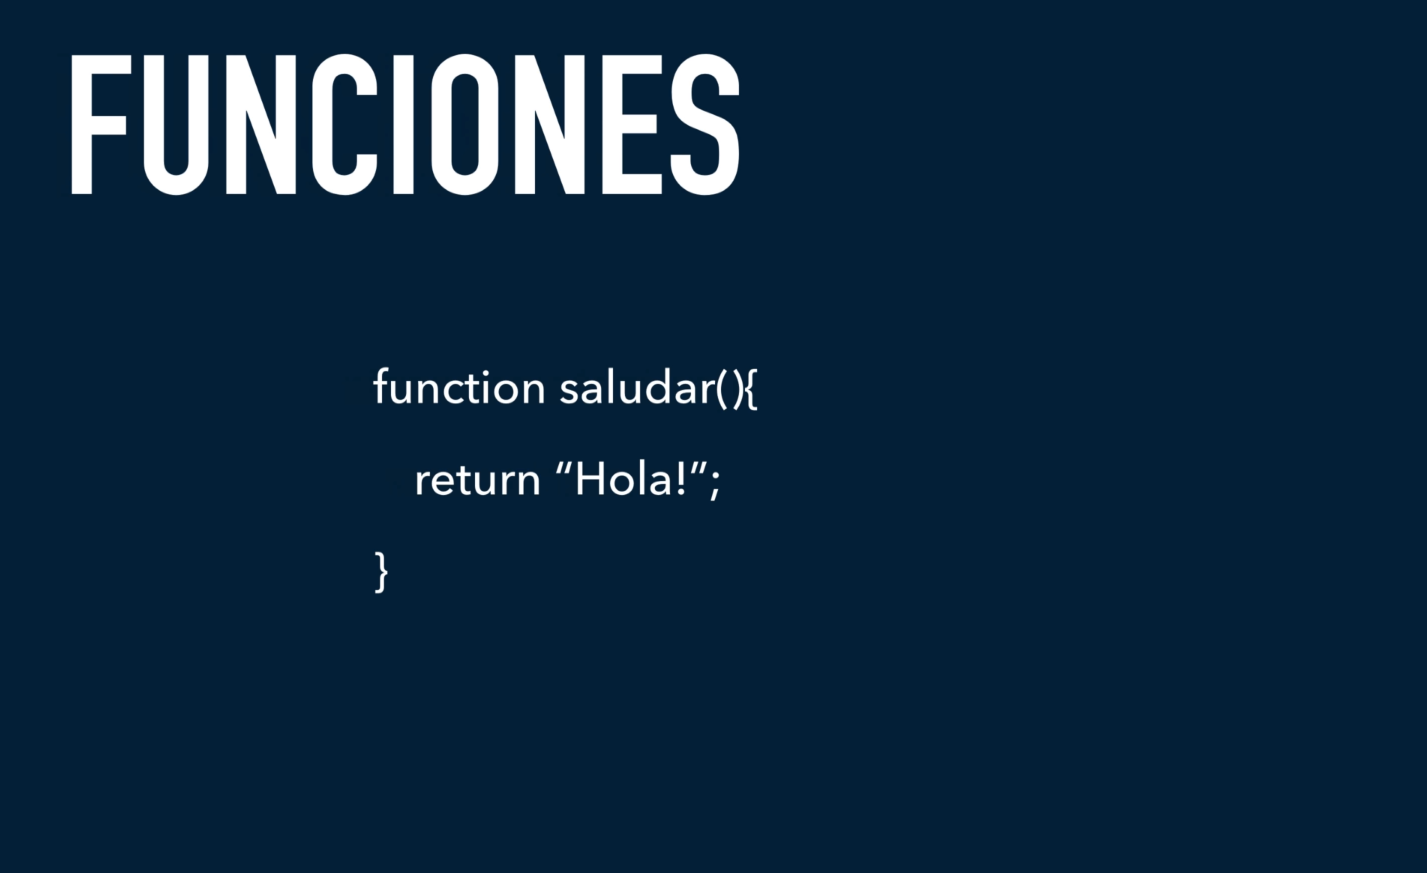 FUNCIONES
function saludar(){
return “Hola!”;
}